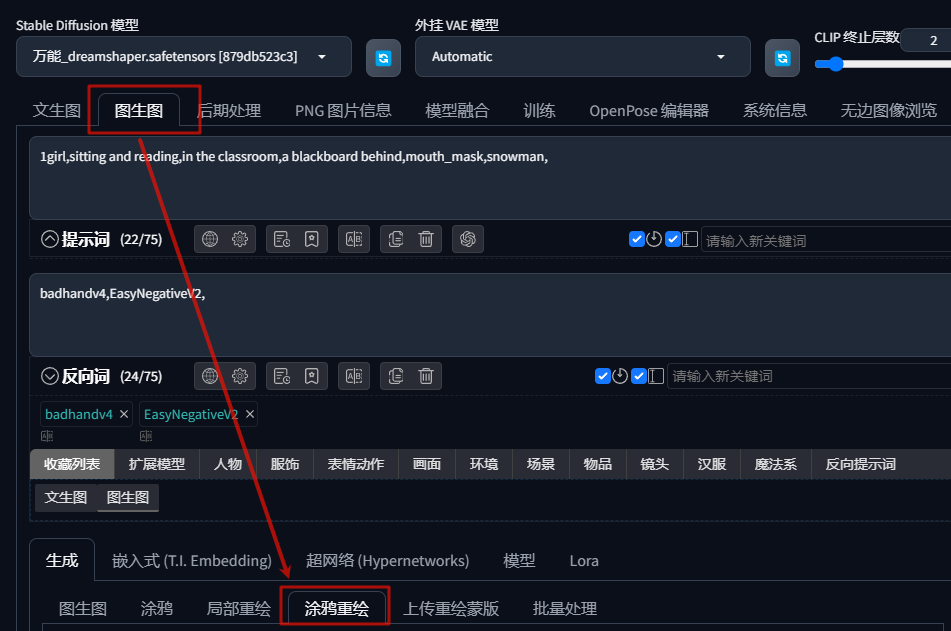 Stable Diffusion 模型
外挂 VAE 模型
CLIP 终止层数
2
万能_dreamshaper.safetensors [879db523c3]
Automatic
文生图 图生图 后期处理 PNG 图片信息 模型融合 训练 OpenPose 编辑器 系统信息 无边图像浏览
1girl,sitting and reading,in the classroom,a blackboard behind,mouth_mask,snowman,
提示词 (22/75) 请输入新关键词
badhandv4,EasyNegativeV2,
反向词 (24/75) 请输入新关键词
badhandv4 × EasyNegativeV2 ×
收藏列表 扩展模型 人物 服饰 表情动作 画面 环境 场景 物品 镜头 汉服 魔法系 反向提示词
文生图 图生图
生成 嵌入式 (T.I. Embedding) 超网络 (Hypernetworks) 模型 Lora
图生图 涂鸦 局部重绘 涂鸦重绘 上传重绘蒙版 批量处理